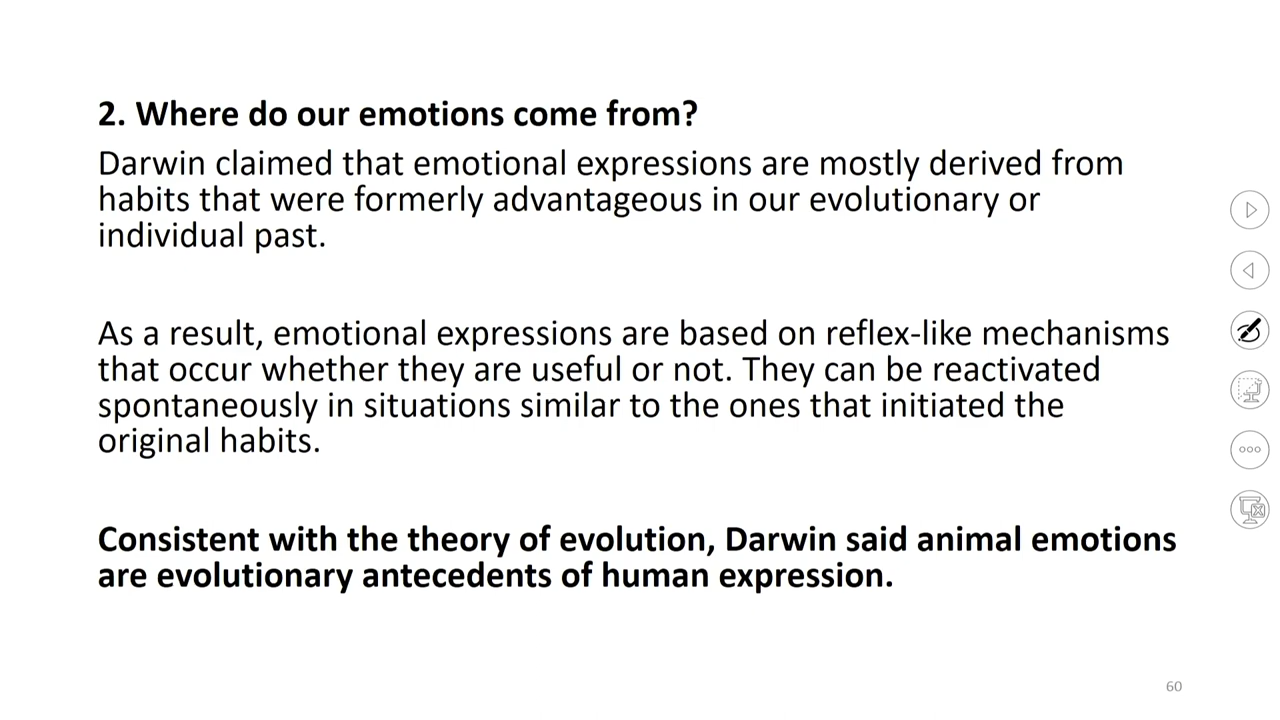 2. Where do our emotions come from?
Darwin claimed that emotional expressions are mostly derived from
habits that were formerly advantageous in our evolutionary or
individual past.
As a result, emotional expressions are based on reflex-like mechanisms
that occur whether they are useful or not. They can be reactivated
spontaneously in situations similar to the ones that initiated the
original habits.
Consistent with the theory of evolution, Darwin said animal emotions
are evolutionary antecedents of human expression.
60